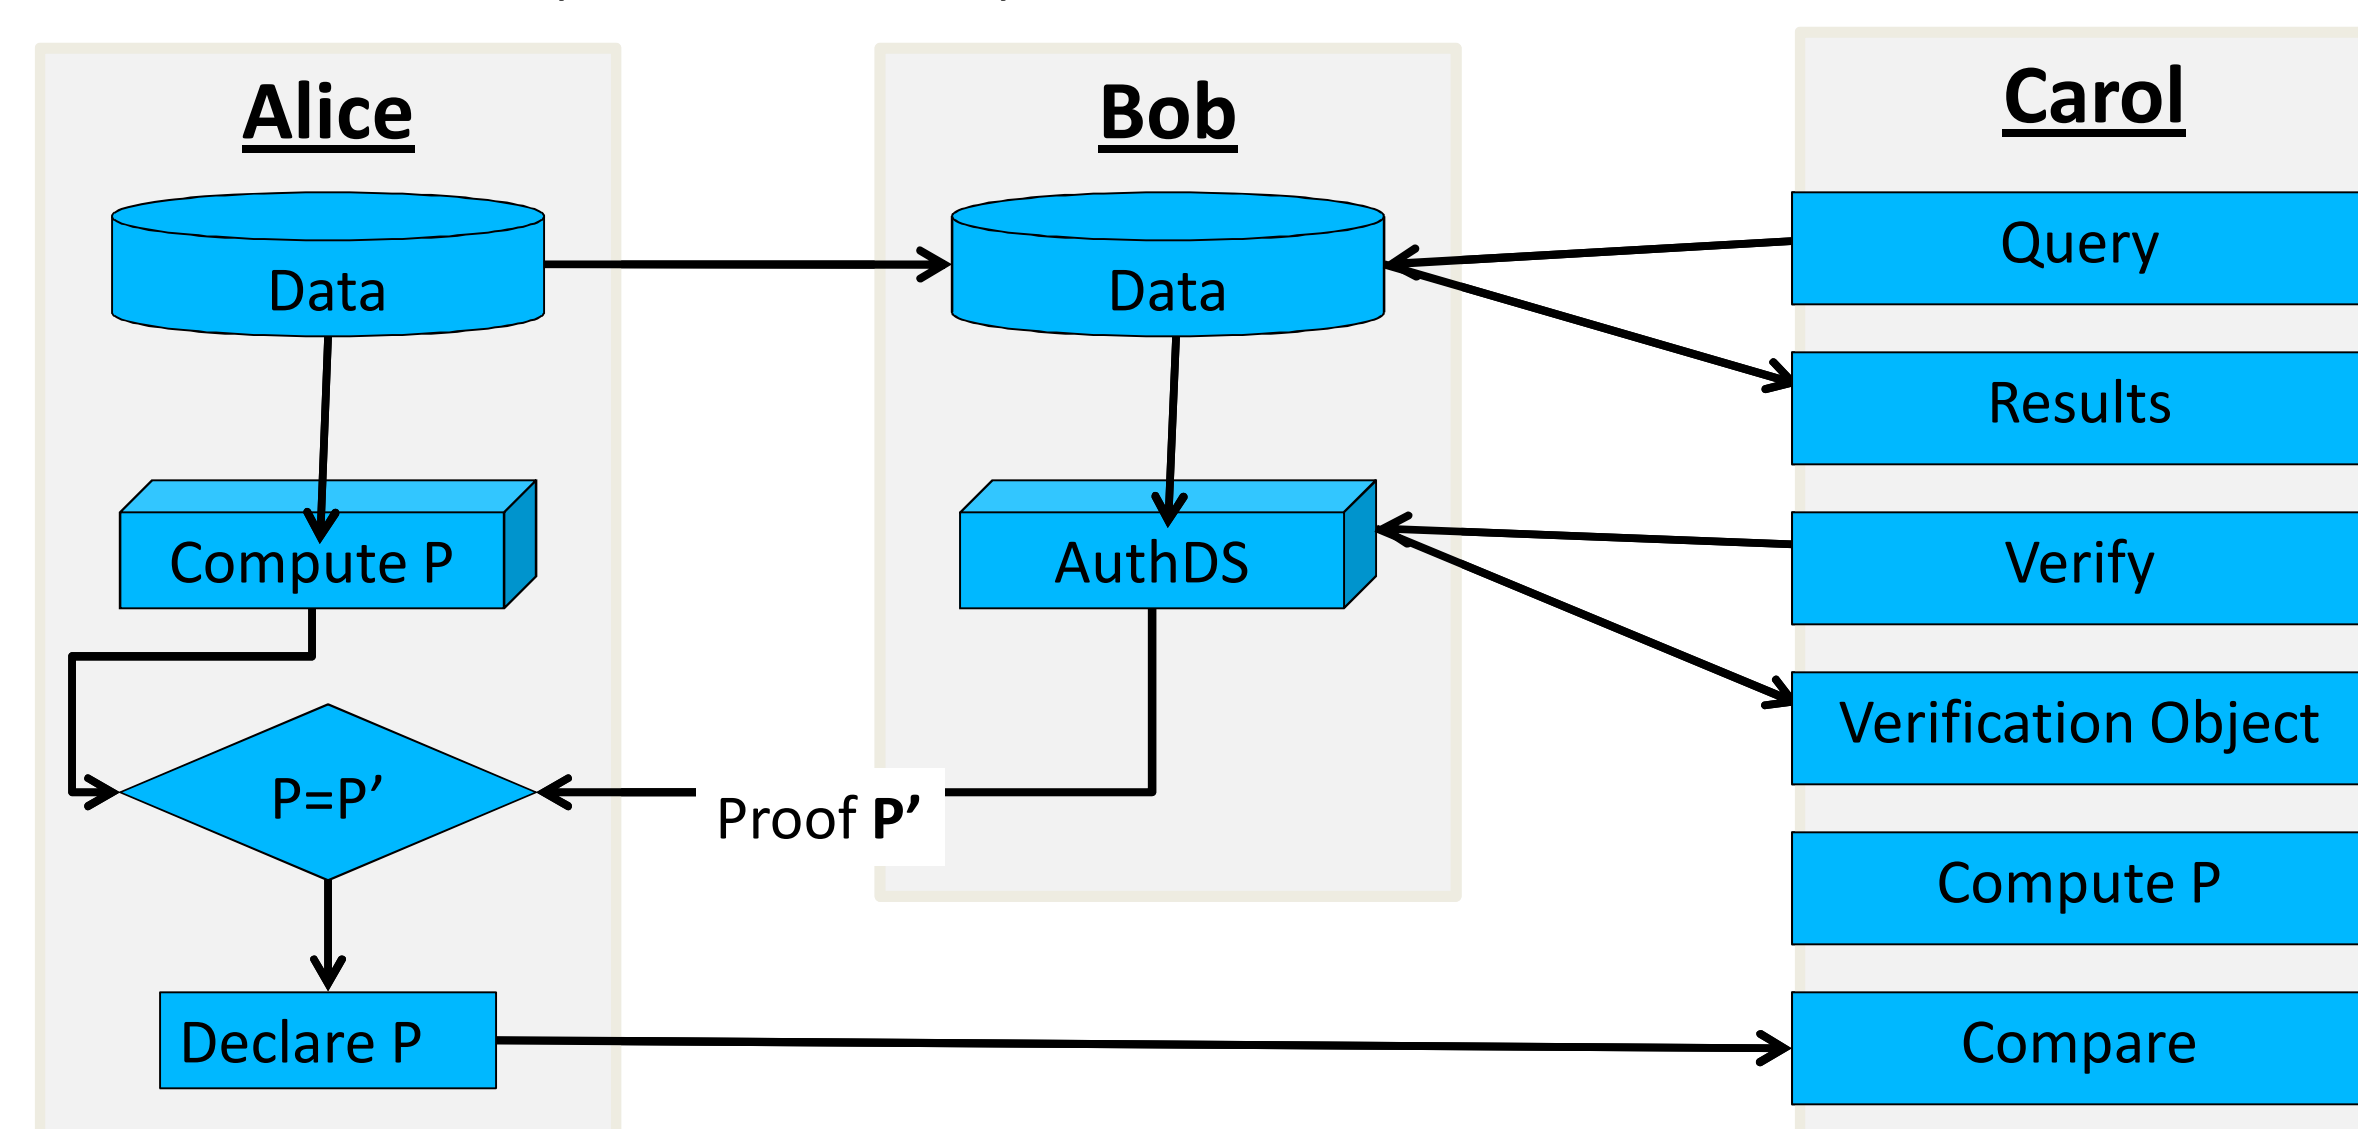 Alice
Bob
Carol
Data
Data
Query
Results
Compute P
AuthDS
Verify
Verification Object
P=P’
Proof P’
Compute P
Declare P
Compare